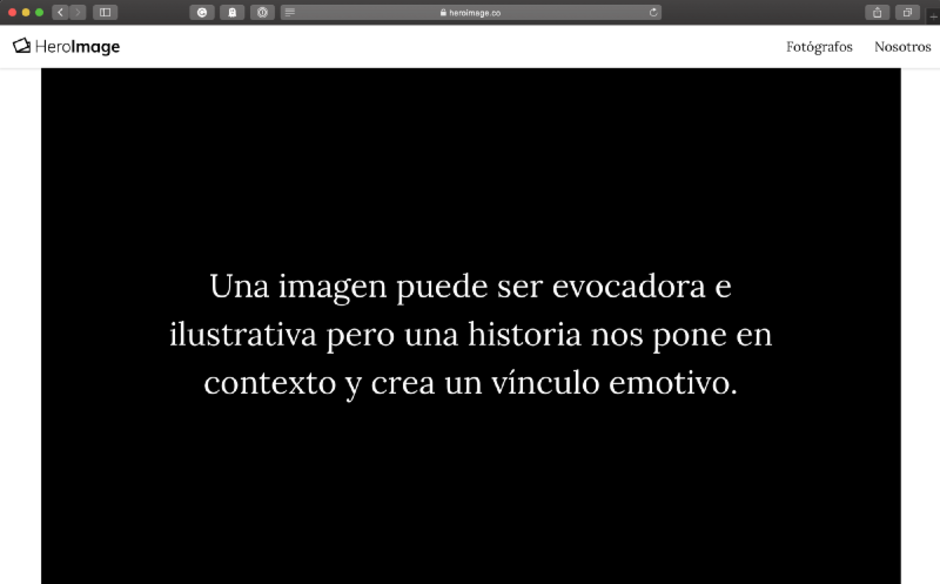 heroimage.co
HeroImage
Fotógrafos Nosotros
Una imagen puede ser evocadora e
ilustrativa pero una historia nos pone en
contexto y crea un vínculo emotivo.